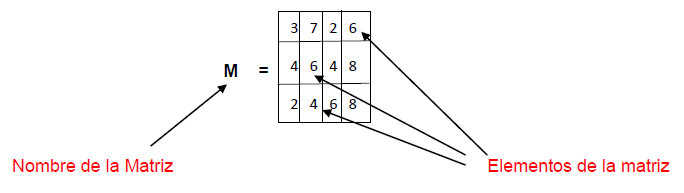 3 7 2 6
M = 4 6 4 8
2 4 6 8
Nombre de la Matriz Elementos de la matriz